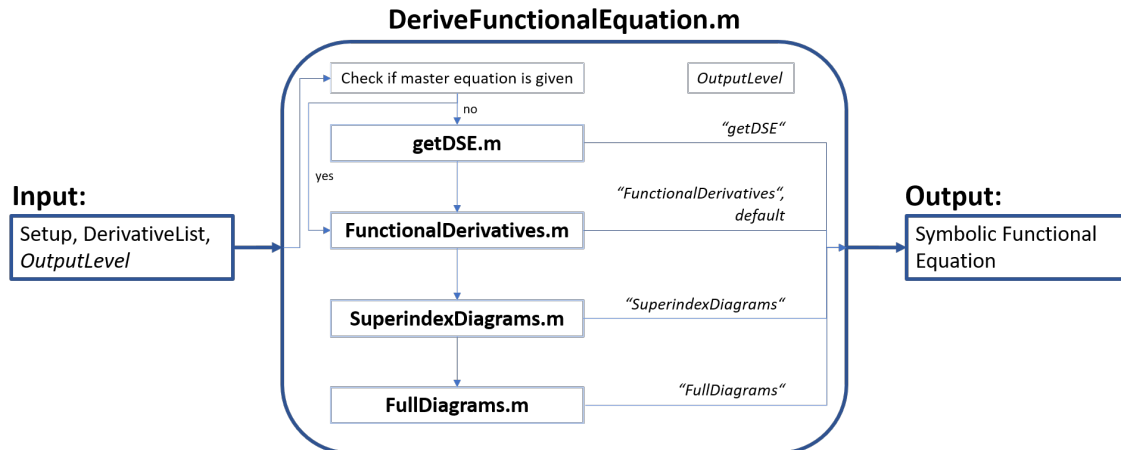 DeriveFunctionalEquation.m
Check if master equation is given
OutputLevel
no
“getDSE“
getDSE.m
yes
“FunctionalDerivatives“,
default
Input:
Output:
FunctionalDerivatives.m
Setup, DerivativeList,
OutputLevel
Symbolic Functional
Equation
“SuperindexDiagrams“
SuperindexDiagrams.m
“FullDiagrams“
FullDiagrams.m